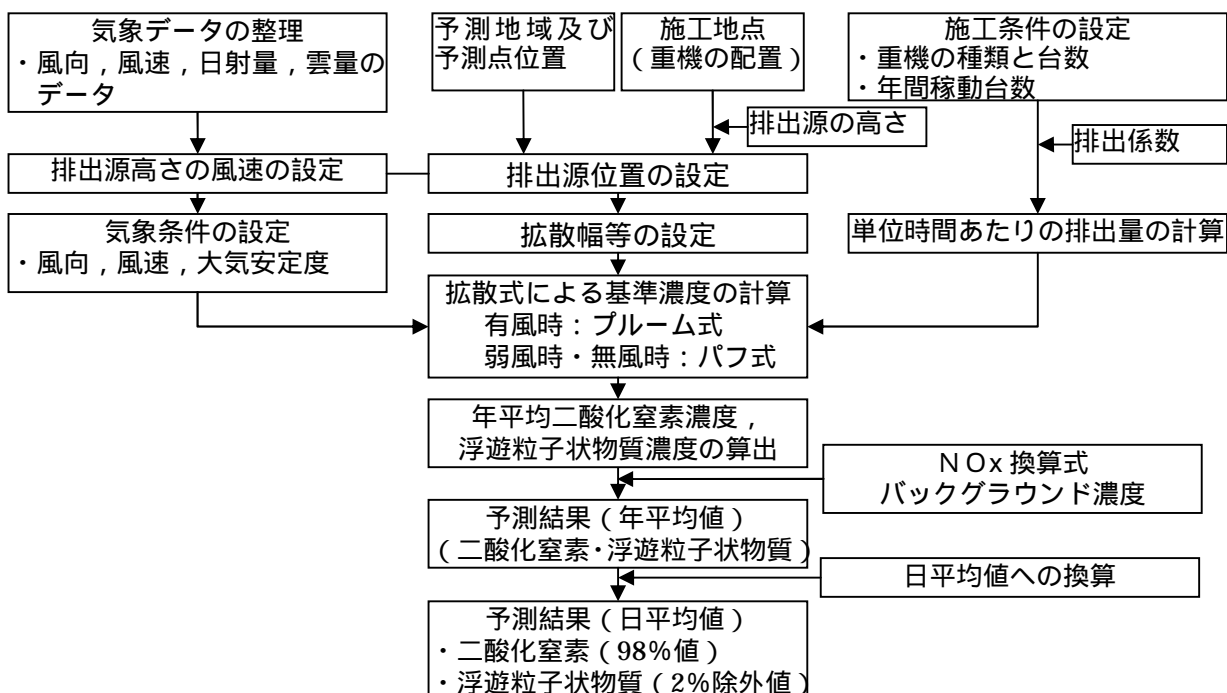 気象データの整理
・風向，風速，日射量，雲量の
データ
予測地域及び
予測点位置
施工地点
（重機の配置）
施工条件の設定
・重機の種類と台数
・年間稼動台数
排出源の高さ
排出係数
排出源高さの風速の設定
排出源位置の設定
気象条件の設定
・風向，風速，大気安定度
拡散幅等の設定
単位時間あたりの排出量の計算
拡散式による基準濃度の計算
有風時：プルーム式
弱風時・無風時：パフ式
年平均二酸化窒素濃度，
浮遊粒子状物質濃度の算出
ＮＯx 換算式
バックグラウンド濃度
予測結果（年平均値）
（二酸化窒素・浮遊粒子状物質）
日平均値への換算
予測結果（日平均値）
・二酸化窒素（98%値）
・浮遊粒子状物質（2%除外値）